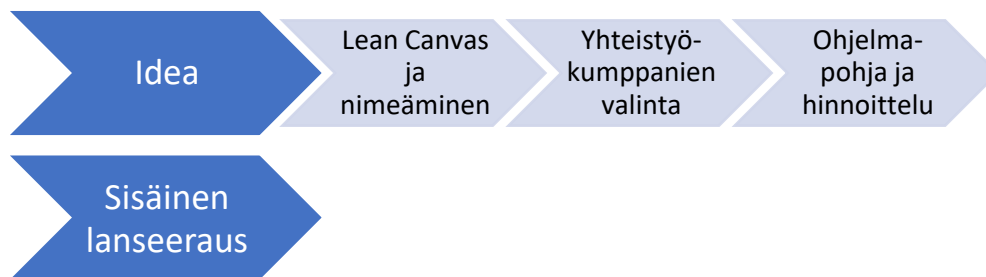 Idea
Lean Canvas
ja
nimeäminen
Yhteistyö-
kumppanien
valinta
Ohjelma-
pohja ja
hinnoittelu
Sisäinen
lanseeraus